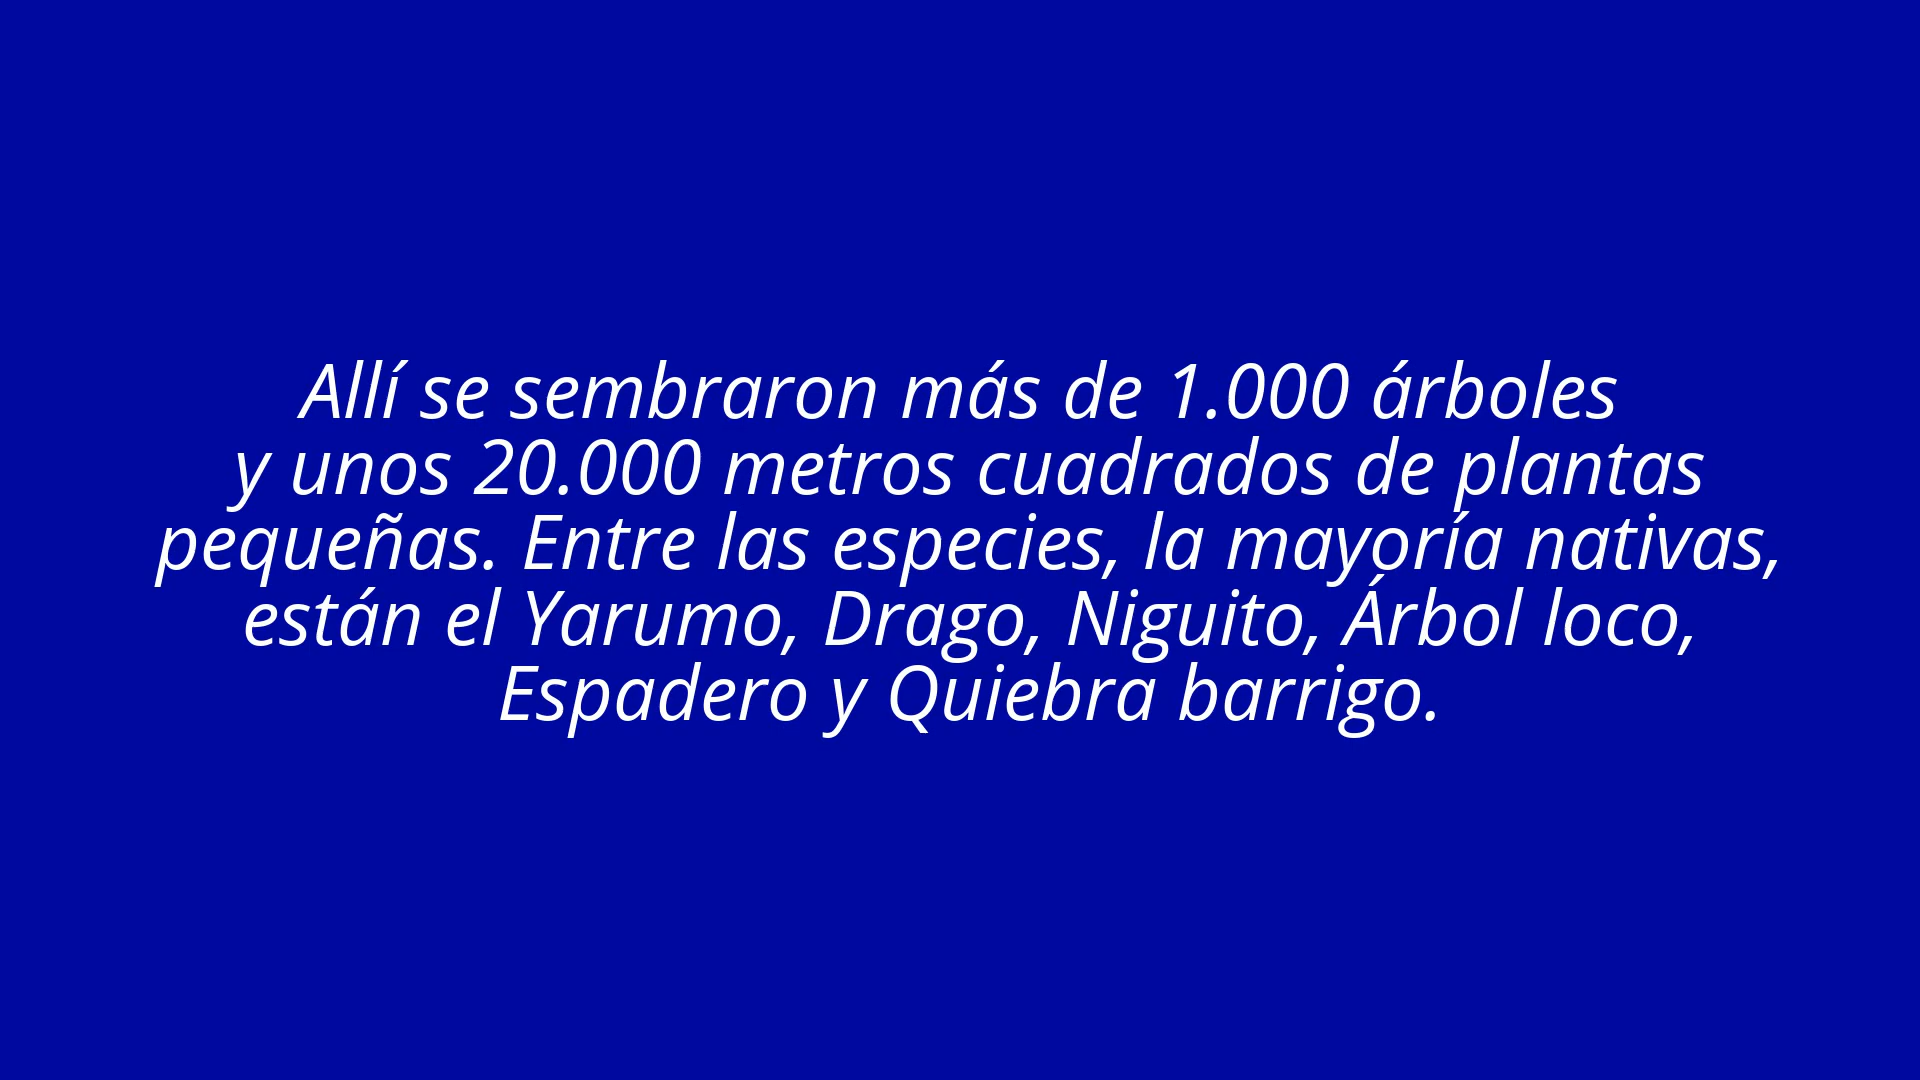 Allí se sembraron más de 1.000 árboles
y unos 20.000 metros cuadrados de plantas
pequeñas. Entre las especies, la mayoría nativas,
están el Yarumo, Drago, Niguito, Árbol loco,
Espadero y Quiebra barrigo.